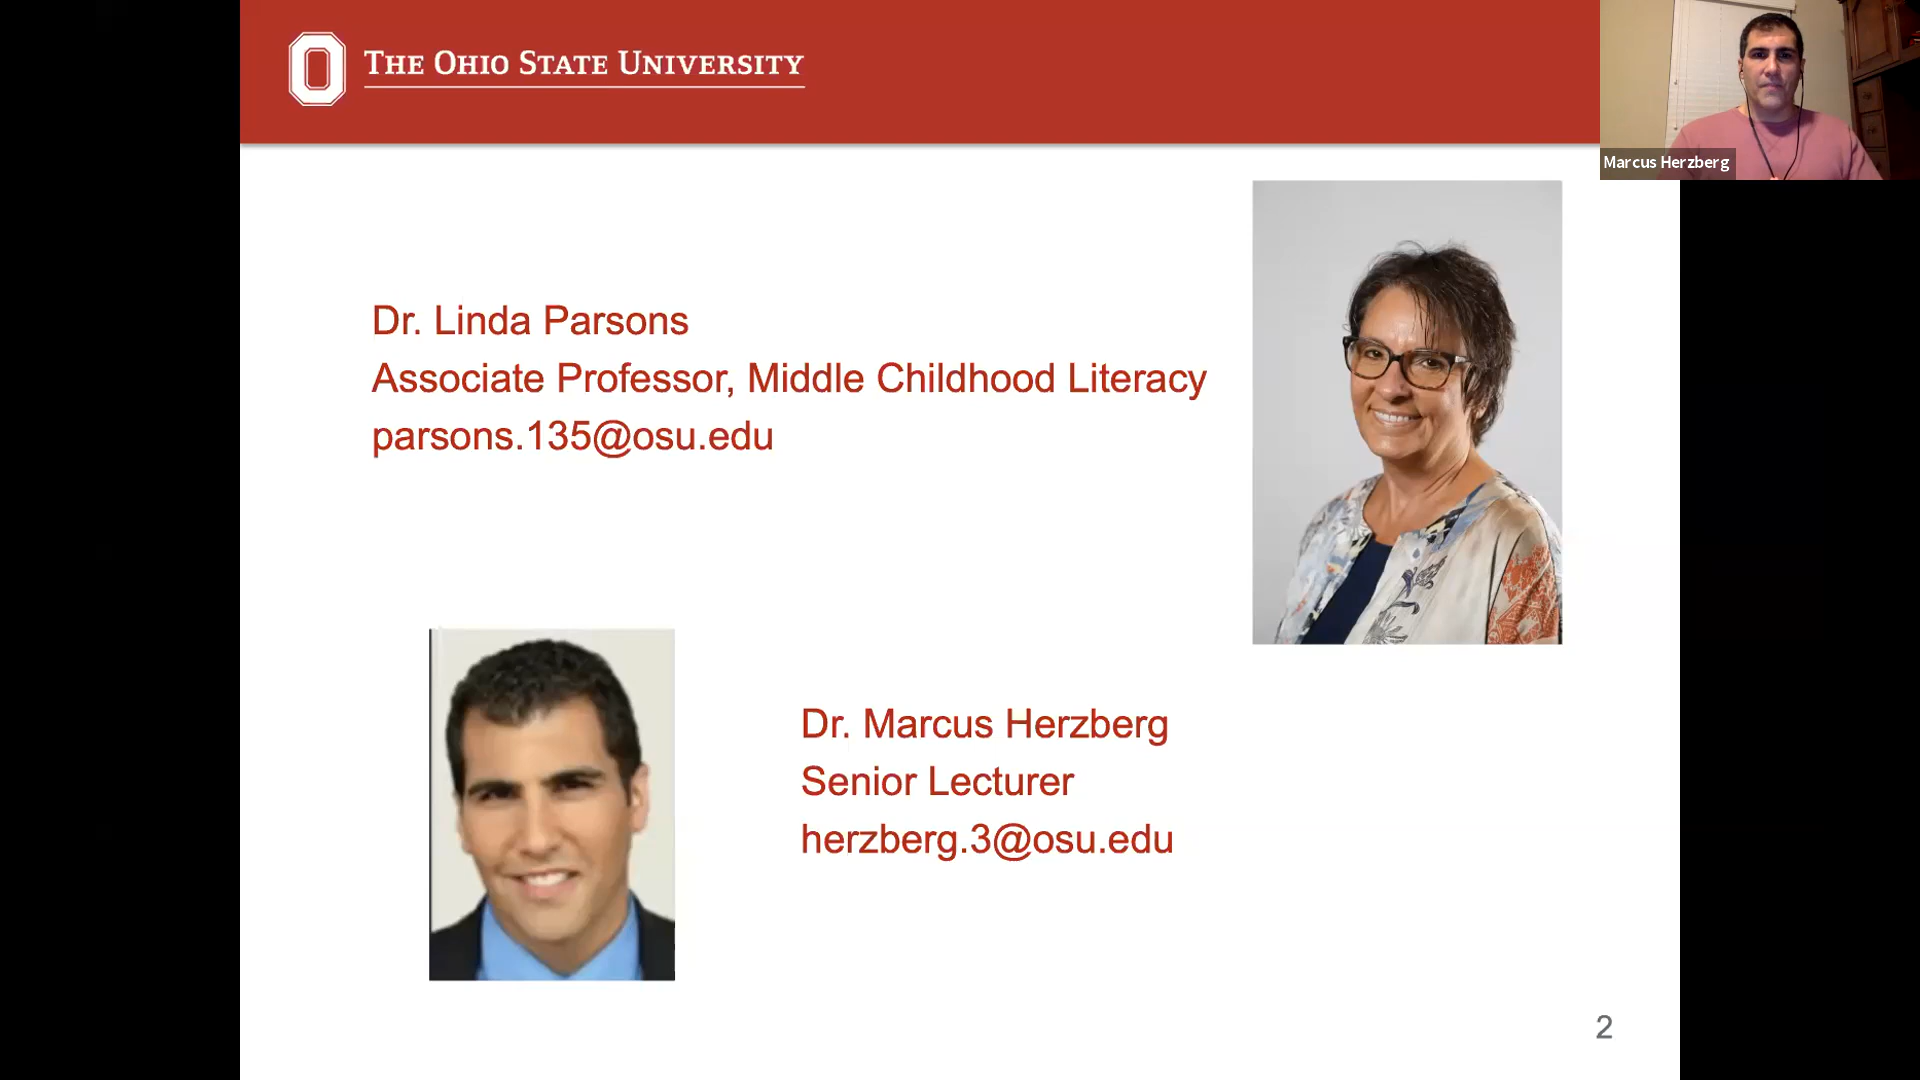 THE OHIO STATE UNIVERSITY
Marcus Herzberg
Dr. Linda Parsons
Associate Professor, Middle Childhood Literacy
parsons.135@osu.edu
Dr. Marcus Herzberg
Senior Lecturer
herzberg.3@osu.edu
2